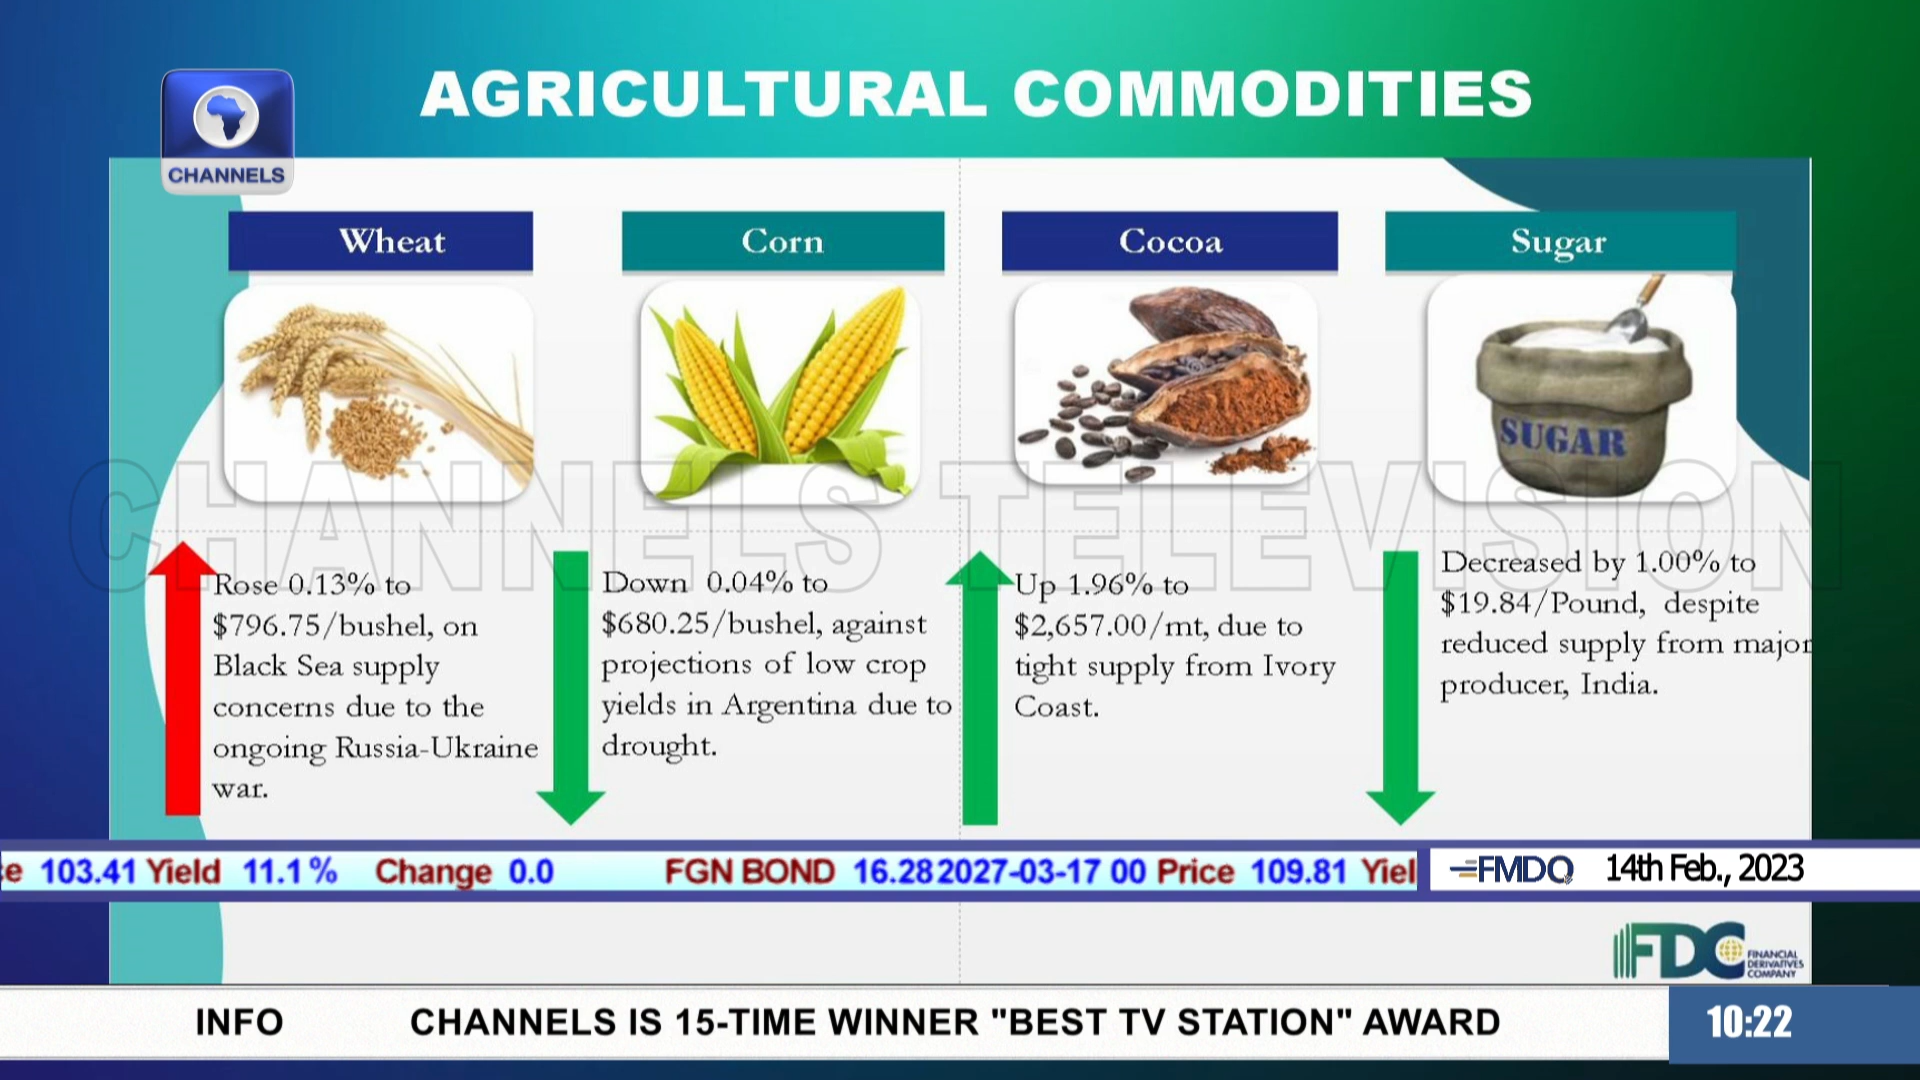 AGRICULTURAL COMMODITIES
CHANNELS
Wheat
Corn
Cocoa
Sugar
SUGAR
CHANNELS TELEVISION
Rose 0.13% to
$796.75/bushel, on
Black Sea supply
concerns due to the
ongoing Russia-Ukraine
war.
Down 0.04% to
$680.25/bushel, against
projections of low crop
yields in Argentina due to
drought.
Up 1.96% to
$2,657.00/mt, due to
tight supply from Ivory
Coast.
Decreased by 1.00% to
$19.84/Pound, despite
reduced supply from major
producer, India.
e 103.41 Yield 11.1% Change 0.0 FGN BOND 16.282027-03-17 00 Price 109.81 Yiel
FMDQ 14th Feb., 2023
FDC
FINANCIAL
DERIVATIVES
COMPANY
INFO CHANNELS IS 15-TIME WINNER "BEST TV STATION" AWARD
10:22